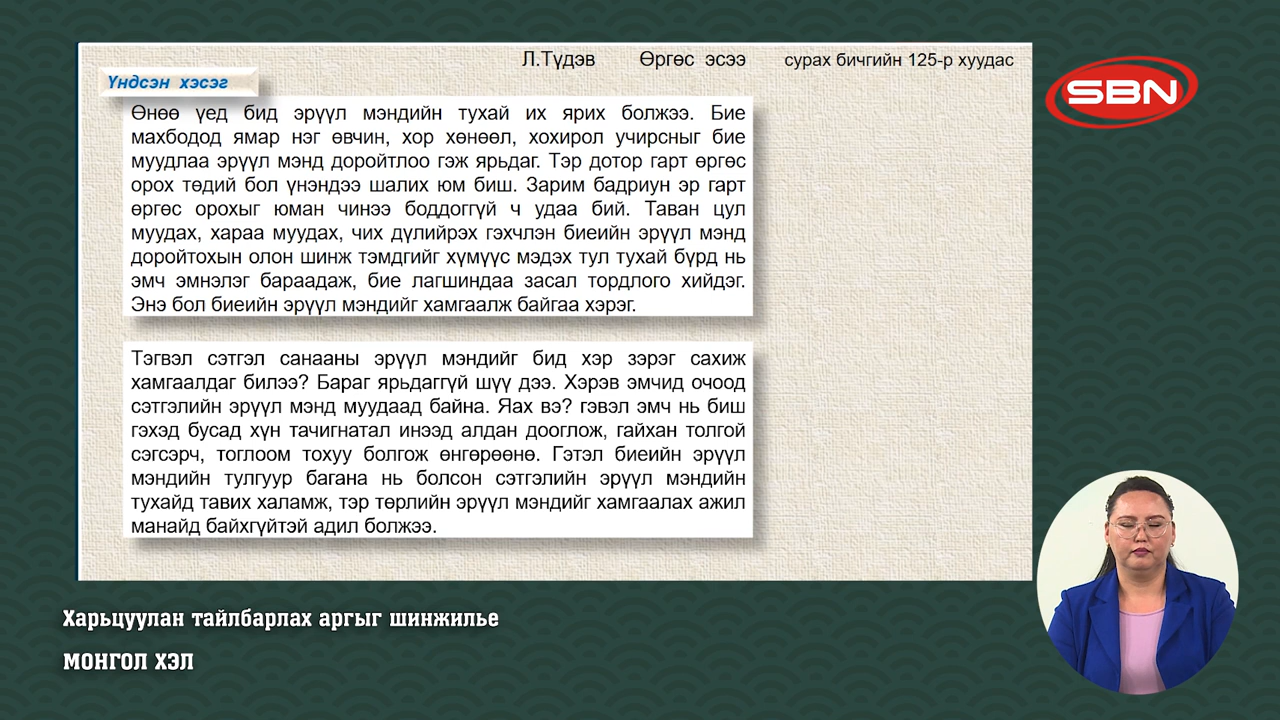 Л.Түдэв Өргөс эсээ сурах бичгийн 125-р хуудас
SBN
Үндсэн хэсэг
Өнөө үед бид эрүүл мэндийн тухай их ярих болжээ. Бие
махбодод ямар нэг өвчин, хор хөнөөл, хохирол учирсныг бие
муудлаа эрүүл мэнд доройтлоо гэж ярьдаг. Тэр дотор гарт өргөс
орох төдий бол үнэндээ шалих юм биш. Зарим бадриун эр гарт
өргөс орохыг юман чинээ боддоггүй ч удаа бий. Таван цул
муудах, хараа муудах, чих дүлийрэх гэхчлэн биеийн эрүүл мэнд
доройтохын олон шинж тэмдгийг хүмүүс мэдэх тул тухай бүрд нь
эмч эмнэлэг бараадаж, бие лагшиндаа засал тордлого хийдэг.
Энэ бол биеийн эрүүл мэндийг хамгаалж байгаа хэрэг.
Тэгвэл сэтгэл санааны эрүүл мэндийг бид хэр зэрэг сахиж
хамгаалдаг билээ? Бараг ярьдаггүй шүү дээ. Хэрэв эмчид очоод
сэтгэлийн эрүүл мэнд муудаад байна. Яах вэ? гэвэл эмч нь биш
гэхэд бусад хүн тачигнатал инээд алдан дооглож, гайхан толгой
сэгсэрч, тоглоом тохуу болгож өнгөрөөнө. Гэтэл биеийн эрүүл
мэндийн тулгуур багана нь болсон сэтгэлийн эрүүл мэндийн
тухайд тавих халамж, тэр төрлийн эрүүл мэндийг хамгаалах ажил
манайд байхгүйтэй адил болжээ.
Харьцуулан тайлбарлах аргыг шинжилье
МОНГОЛ ХЭЛ